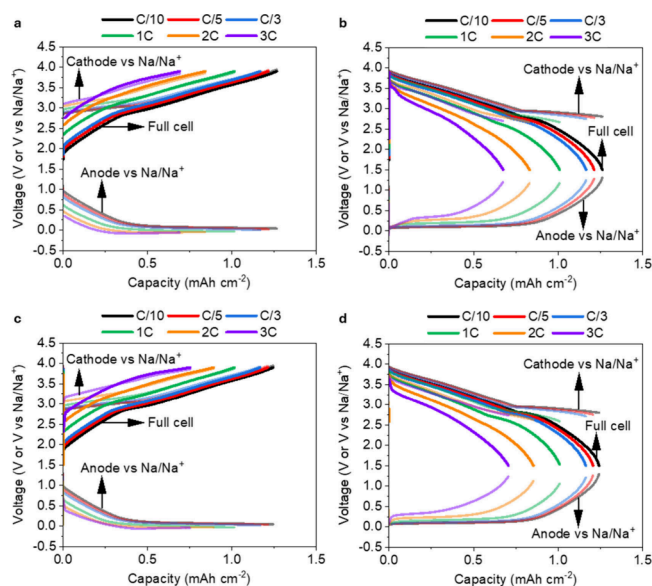 a
C/10 C/5 C/3
1C 2C 3C
Voltage (V or V vs Na/Na⁺)
4.5
4.0
3.5
3.0
2.5
2.0
1.5
1.0
0.5
0.0
-0.5
Cathode vs Na/Na⁺
Full cell
Anode vs Na/Na⁺
0.0 0.5 1.0 1.5
Capacity (mAh cm⁻²)
b
C/10 C/5 C/3
1C 2C 3C
Voltage (V or V vs Na/Na⁺)
4.5
4.0
3.5
3.0
2.5
2.0
1.5
1.0
0.5
0.0
-0.5
Cathode vs Na/Na⁺
Full cell
Anode vs Na/Na⁺
0.0 0.5 1.0 1.5
Capacity (mAh cm⁻²)
c
C/10 C/5 C/3
1C 2C 3C
Voltage (V or V vs Na/Na⁺)
4.5
4.0
3.5
3.0
2.5
2.0
1.5
1.0
0.5
0.0
-0.5
Cathode vs Na/Na⁺
Full cell
Anode vs Na/Na⁺
0.0 0.5 1.0 1.5
Capacity (mAh cm⁻²)
d
C/10 C/5 C/3
1C 2C 3C
Voltage (V or V vs Na/Na⁺)
4.5
4.0
3.5
3.0
2.5
2.0
1.5
1.0
0.5
0.0
-0.5
Cathode vs Na/Na⁺
Full cell
Anode vs Na/Na⁺
0.0 0.5 1.0 1.5
Capacity (mAh cm⁻²)